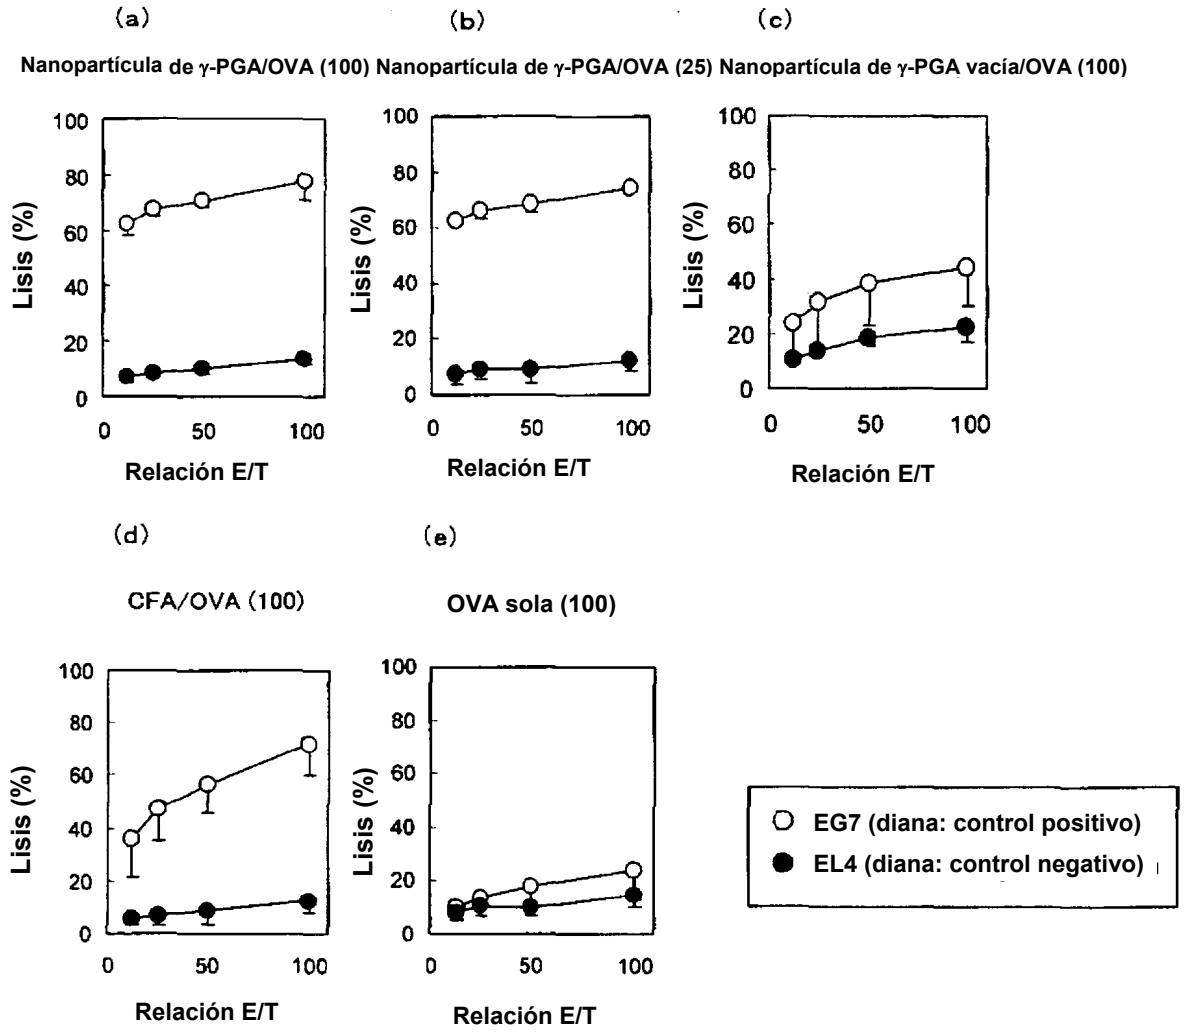 (a) (b) (c)
Nanopartícula de γ-PGA/OVA (100) Nanopartícula de γ-PGA/OVA (25) Nanopartícula de γ-PGA vacía/OVA (100)
100
80
60
40
20
0
Lisis (%)
0 50 100
Relación E/T
100
80
60
40
20
0
Lisis (%)
0 50 100
Relación E/T
100
80
60
40
20
0
Lisis (%)
0 50 100
Relación E/T
(d) (e)
CFA/OVA (100)
OVA sola (100)
100
80
60
40
20
0
Lisis (%)
0 50 100
Relación E/T
100
80
60
40
20
0
Lisis (%)
0 50 100
Relación E/T
EG7 (diana: control positivo)
EL4 (diana: control negativo)